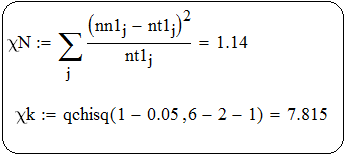 χN := ∑_j (nn1_j − nt1_j)^2 / nt1_j = 1.14
χk := qchisq(1 − 0.05 ,6 − 2 − 1) = 7.815